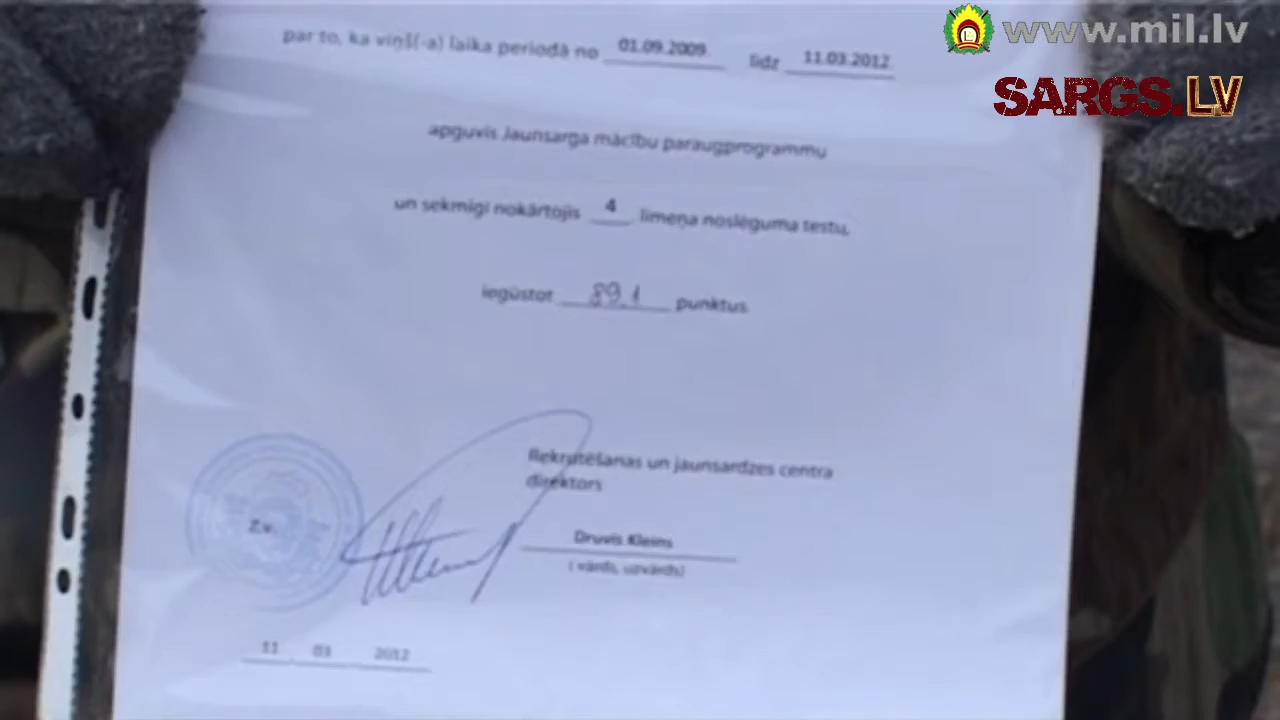 www.mil.lv
SARGS.LV
par to, ka viņš(-a) laika periodā no 01.09.2009. līdz 11.03.2012.
apguvis Jaunsarga mācību paraugprogrammu
un sekmīgi nokārtojis 4 līmeņa noslēguma testu,
iegūstot 89.1 punktus.
Rekrutēšanas un jaunsardzes centra
direktors
Z.v.
Druvis Kleins
( vārds, uzvārds)
11 03 2012